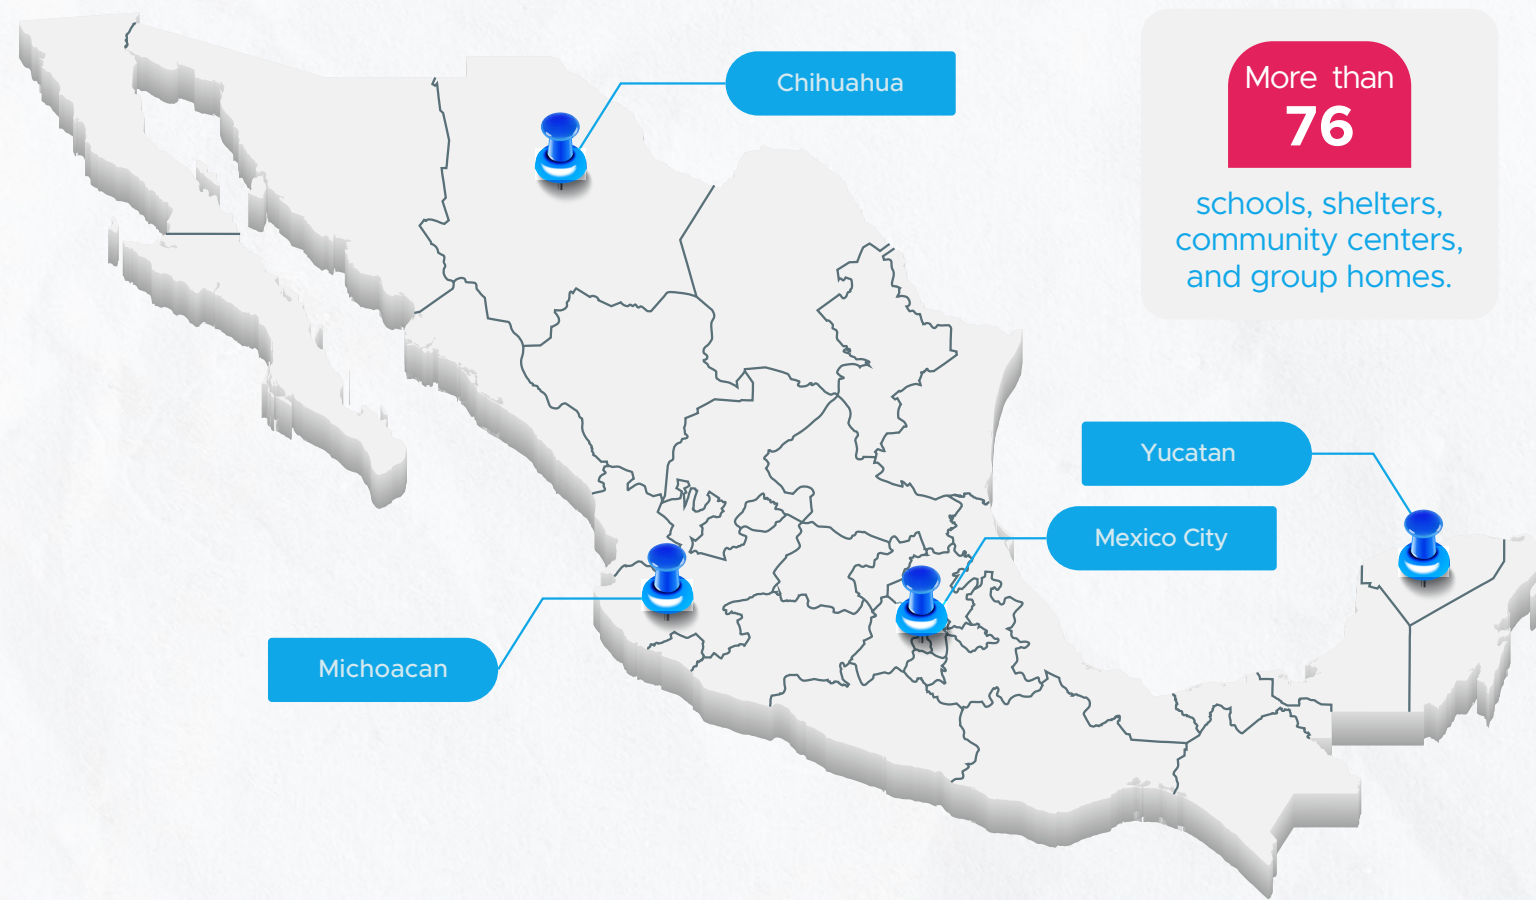 Chihuahua
More than
76
schools, shelters,
community centers,
and group homes.
Yucatan
Mexico City
Michoacan